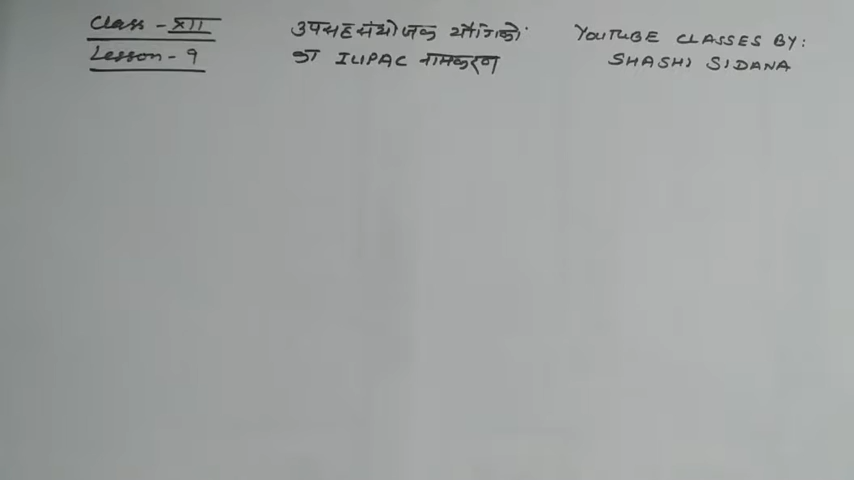 Class - XII
Lesson - 9
उपसहसंयोजक यौगिकों
का IUPAC नामकरण
YOUTUBE CLASSES BY:
SHASHI SIDANA